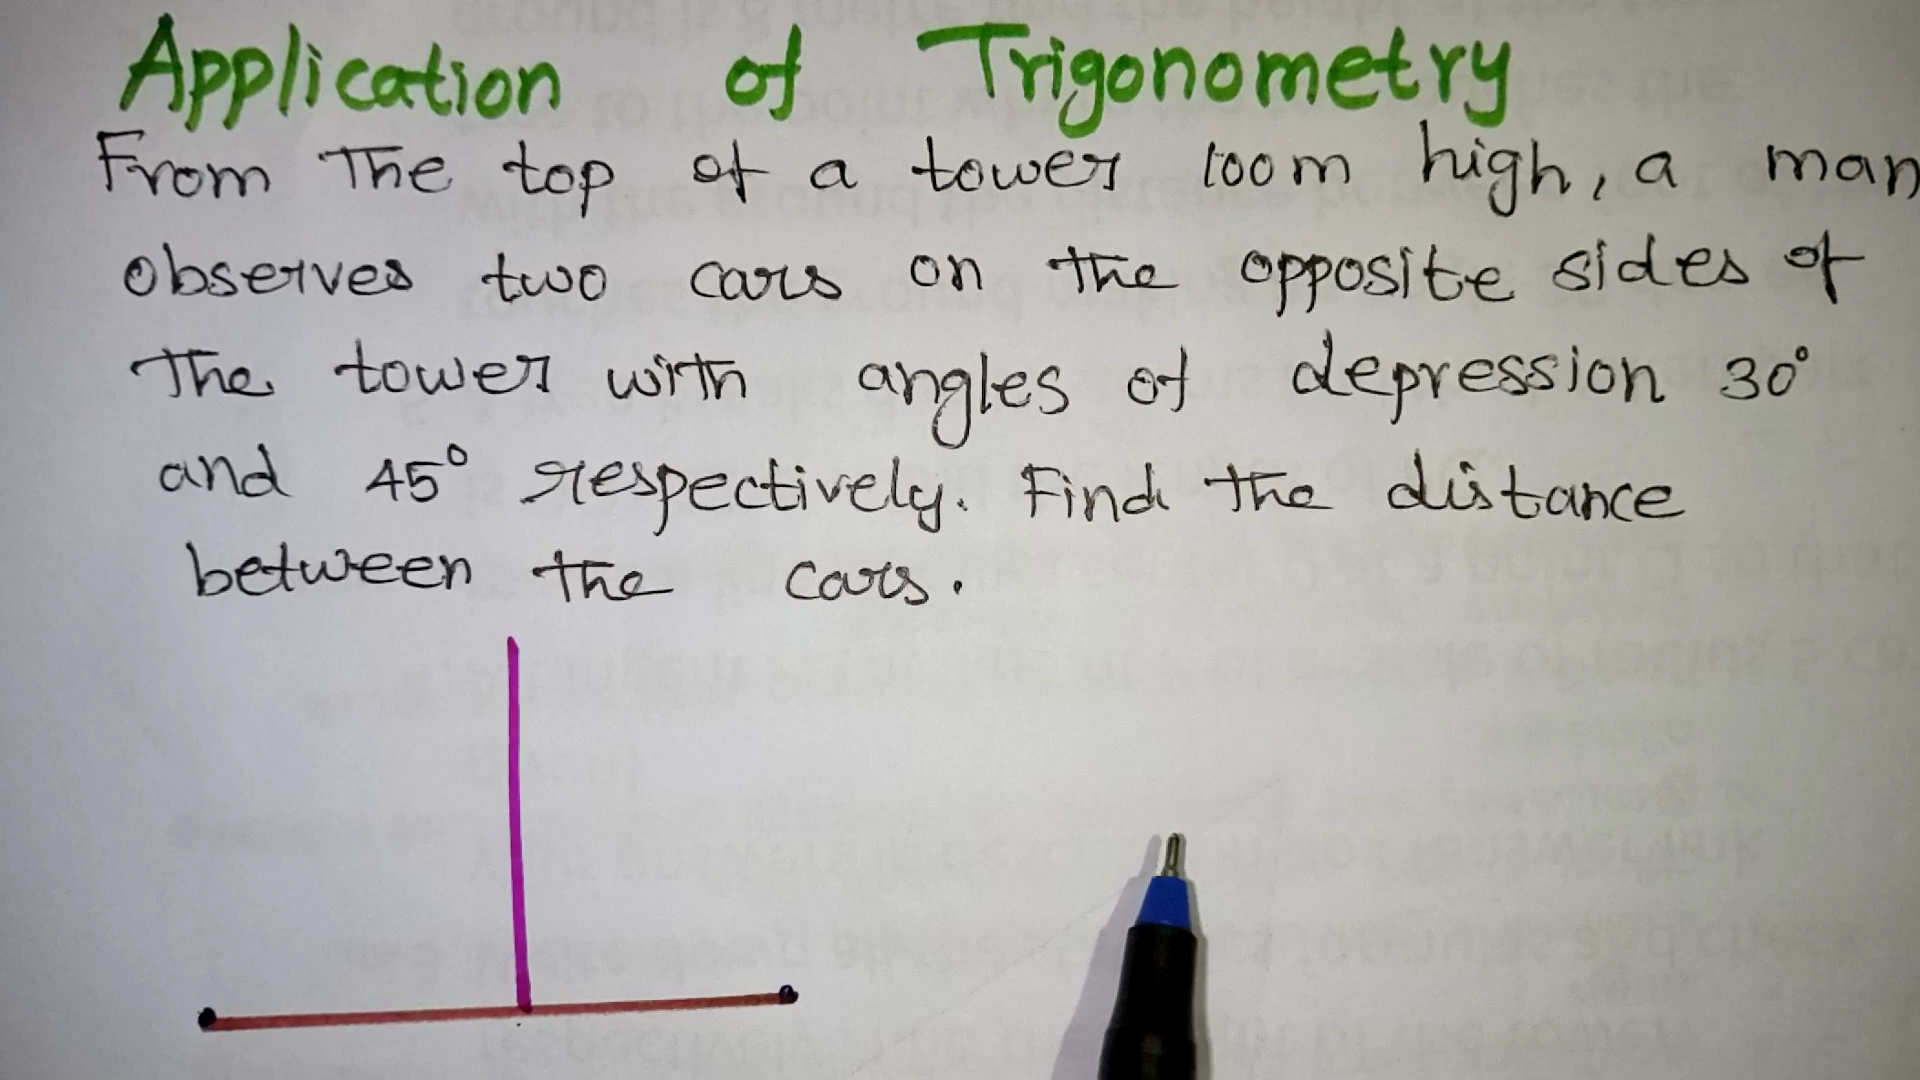 Application of Trigonometry
From The top of a tower 100m high, a man
observes two cars on the opposite sides of
The tower with angles of depression 30°
and 45° respectively. Find the distance
between the cars.